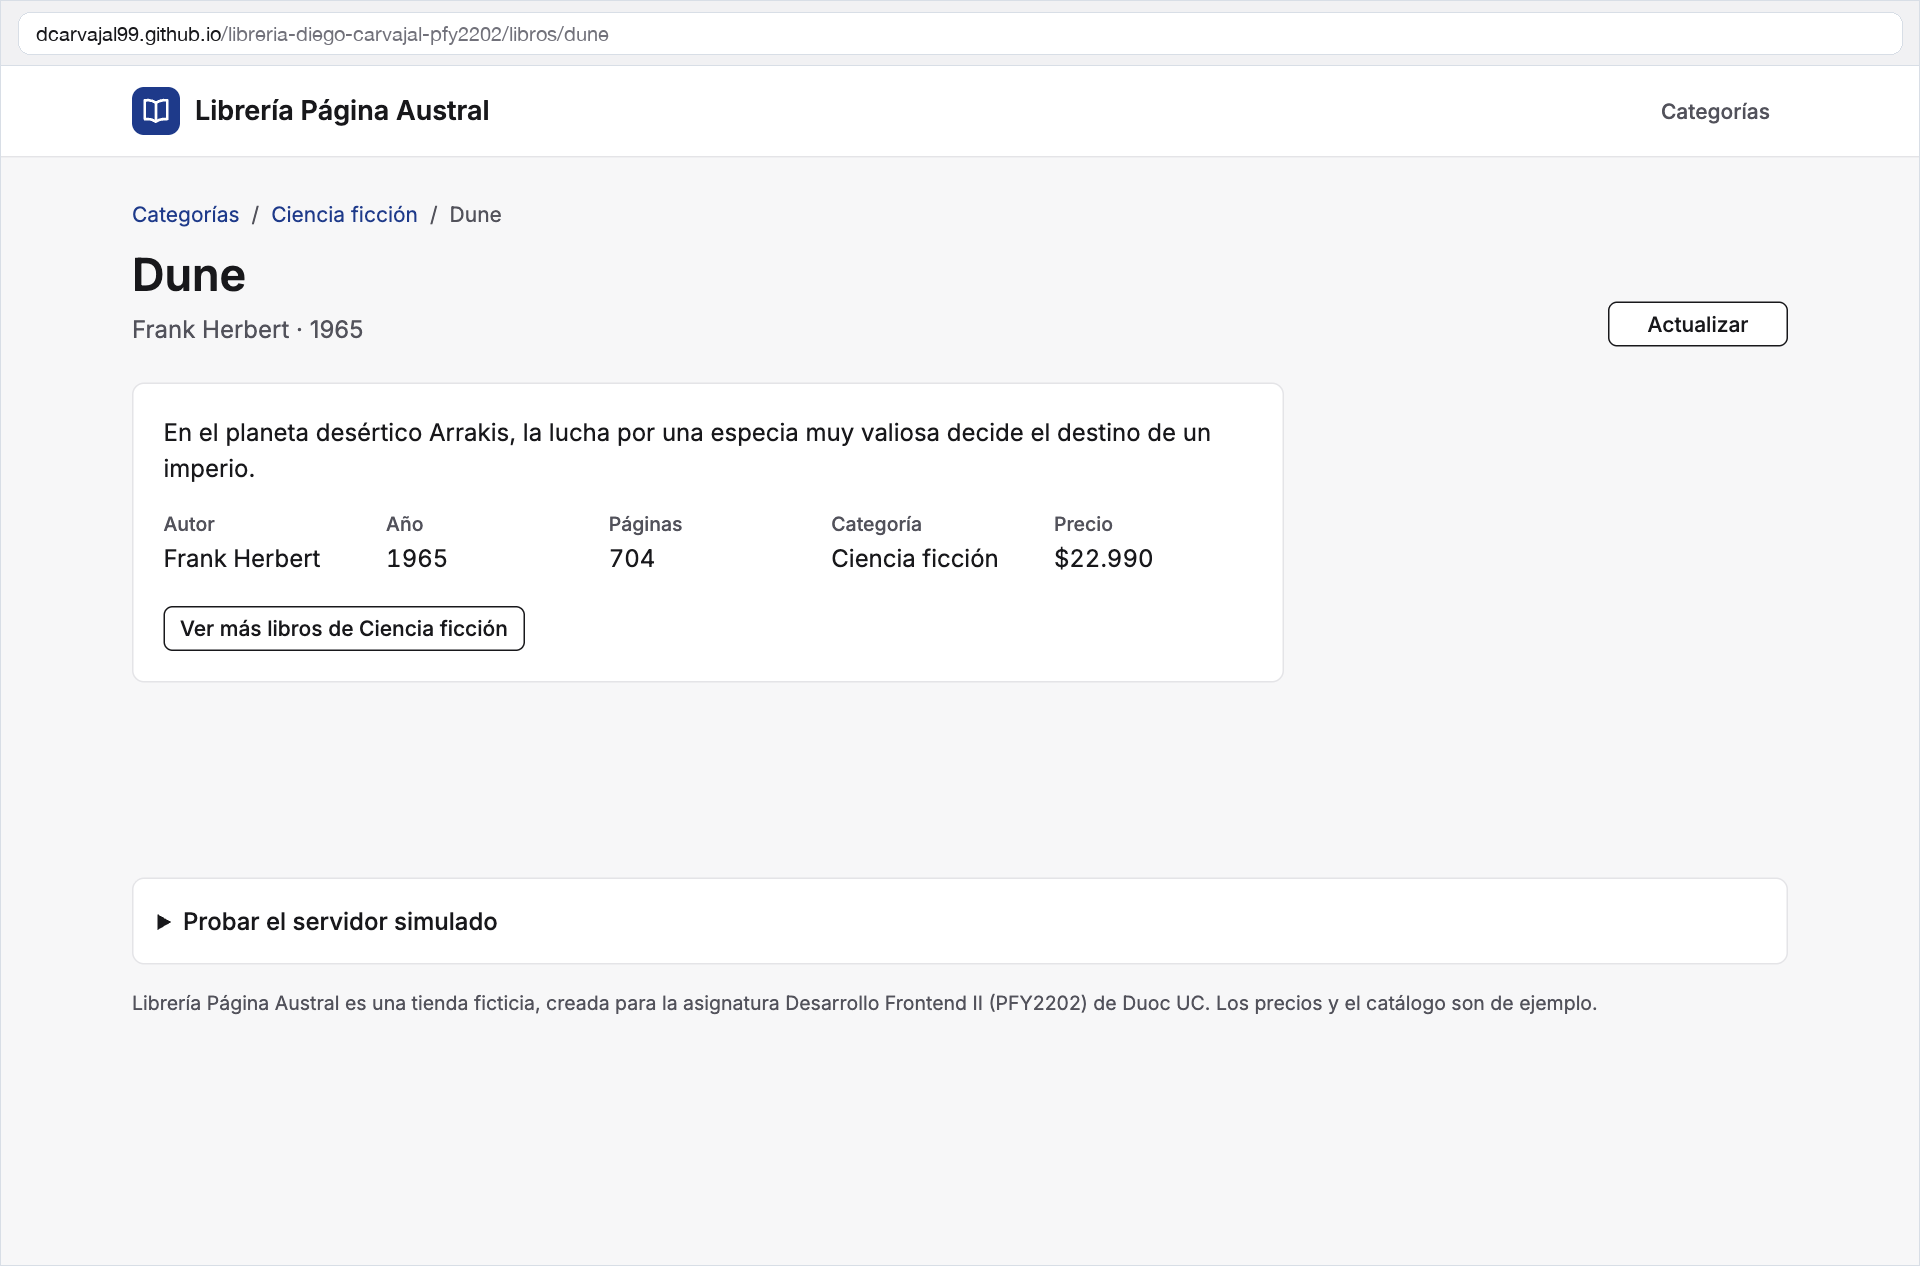 dcarvajal99.github.io/libreria-diego-carvajal-pfy2202/libros/dune
Librería Página Austral
Categorías
Categorías / Ciencia ficción / Dune
Dune
Frank Herbert · 1965
Actualizar
En el planeta desértico Arrakis, la lucha por una especia muy valiosa decide el destino de un
imperio.
Autor Año Páginas Categoría Precio
Frank Herbert 1965 704 Ciencia ficción $22.990
Ver más libros de Ciencia ficción
Probar el servidor simulado
Librería Página Austral es una tienda ficticia, creada para la asignatura Desarrollo Frontend II (PFY2202) de Duoc UC. Los precios y el catálogo son de ejemplo.